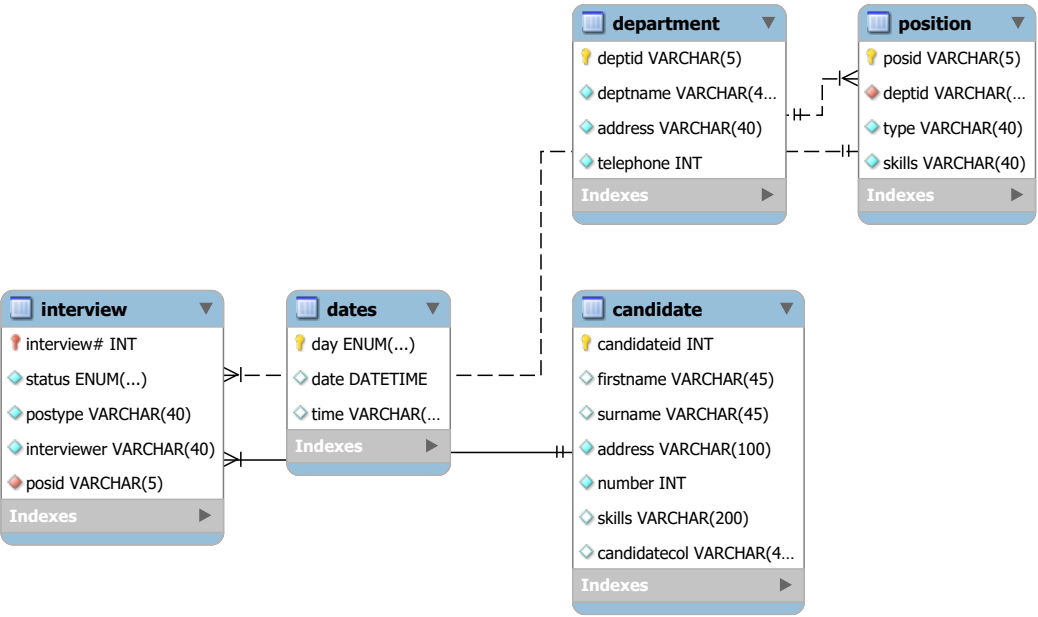 department
deptid VARCHAR(5)
deptname VARCHAR(4...
address VARCHAR(40)
telephone INT
Indexes
position
posid VARCHAR(5)
deptid VARCHAR(...
type VARCHAR(40)
skills VARCHAR(40)
Indexes
interview
interview# INT
status ENUM(...)
postype VARCHAR(40)
interviewer VARCHAR(40)
posid VARCHAR(5)
Indexes
dates
day ENUM(...)
date DATETIME
time VARCHAR(...
Indexes
candidate
candidateid INT
firstname VARCHAR(45)
surname VARCHAR(45)
address VARCHAR(100)
number INT
skills VARCHAR(200)
candidatecol VARCHAR(4...
Indexes